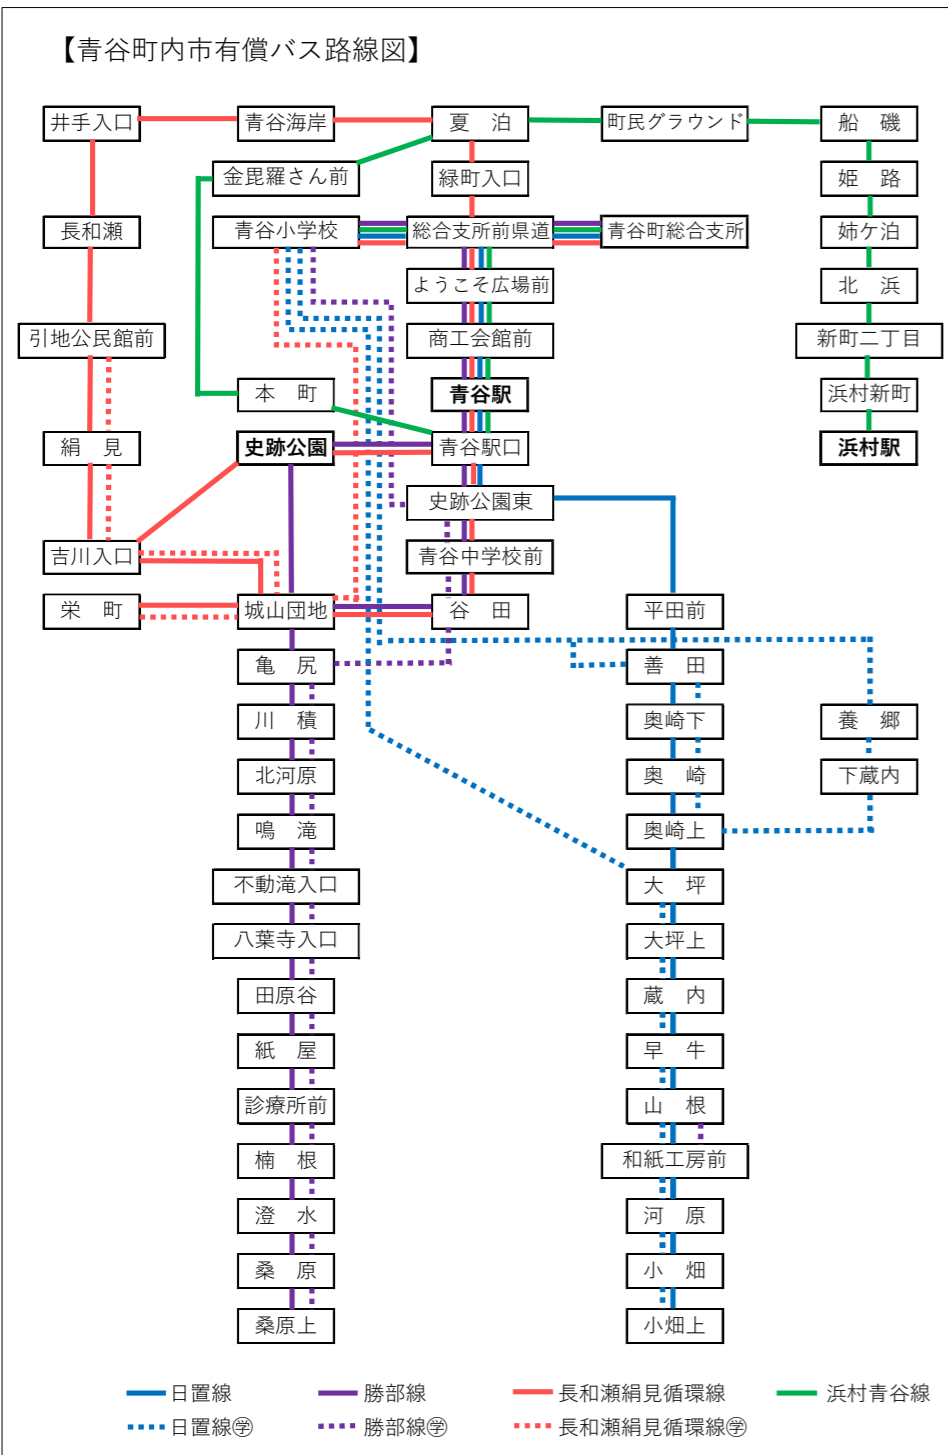 【青谷町内市有償バス路線図】
井手入口 青谷海岸 夏 泊 町民グラウンド 船 磯
金毘羅さん前 緑町入口 姫 路
長和瀬 青谷小学校 総合支所前県道 青谷町総合支所 姉ケ泊
ようこそ広場前 北 浜
引地公民館前 商工会館前 新町二丁目
本 町 青谷駅 浜村新町
絹 見 史跡公園 青谷駅口 浜村駅
史跡公園東
吉川入口 青谷中学校前
栄 町 城山団地 谷 田 平田前
亀 尻 善 田
川 積 奥崎下 養 郷
北河原 奥 崎 下蔵内
鳴 滝 奥崎上
不動滝入口 大 坪
八葉寺入口 大坪上
田原谷 蔵 内
紙 屋 早 牛
診療所前 山 根
楠 根 和紙工房前
澄 水 河 原
桑 原 小 畑
桑原上 小畑上
日置線 勝部線 長和瀬絹見循環線 浜村青谷線
日置線㊻ 勝部線㊻ 長和瀬絹見循環線㊻